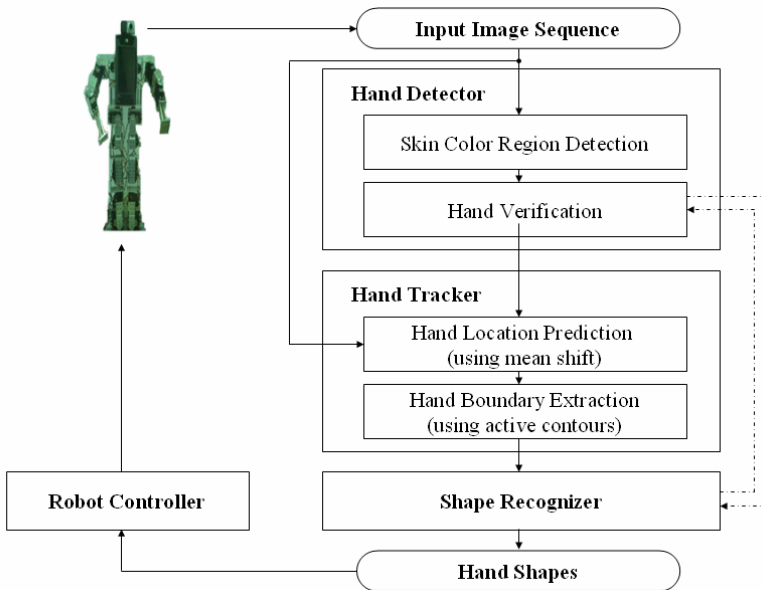 Input Image Sequence
Hand Detector
Skin Color Region Detection
Hand Verification
Hand Tracker
Hand Location Prediction
(using mean shift)
Hand Boundary Extraction
(using active contours)
Robot Controller
Shape Recognizer
Hand Shapes